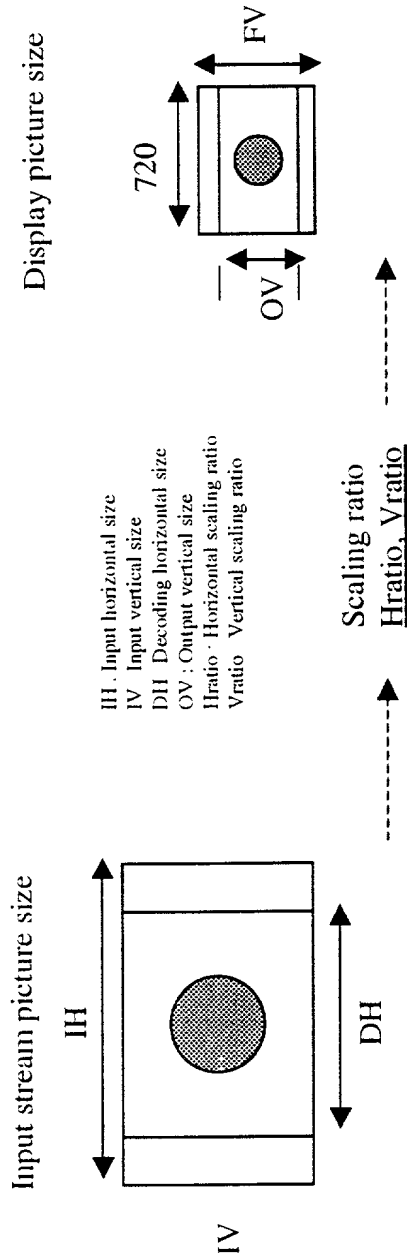 Input stream picture size
IH
IV
DH
IH . Input horizontal size
IV Input vertical size
DH Decoding horizontal size
OV : Output vertical size
Hratio · Horizontal scaling ratio
Vratio Vertical scaling ratio
Scaling ratio
Hratio, Vratio
Display picture size
720
OV
FV